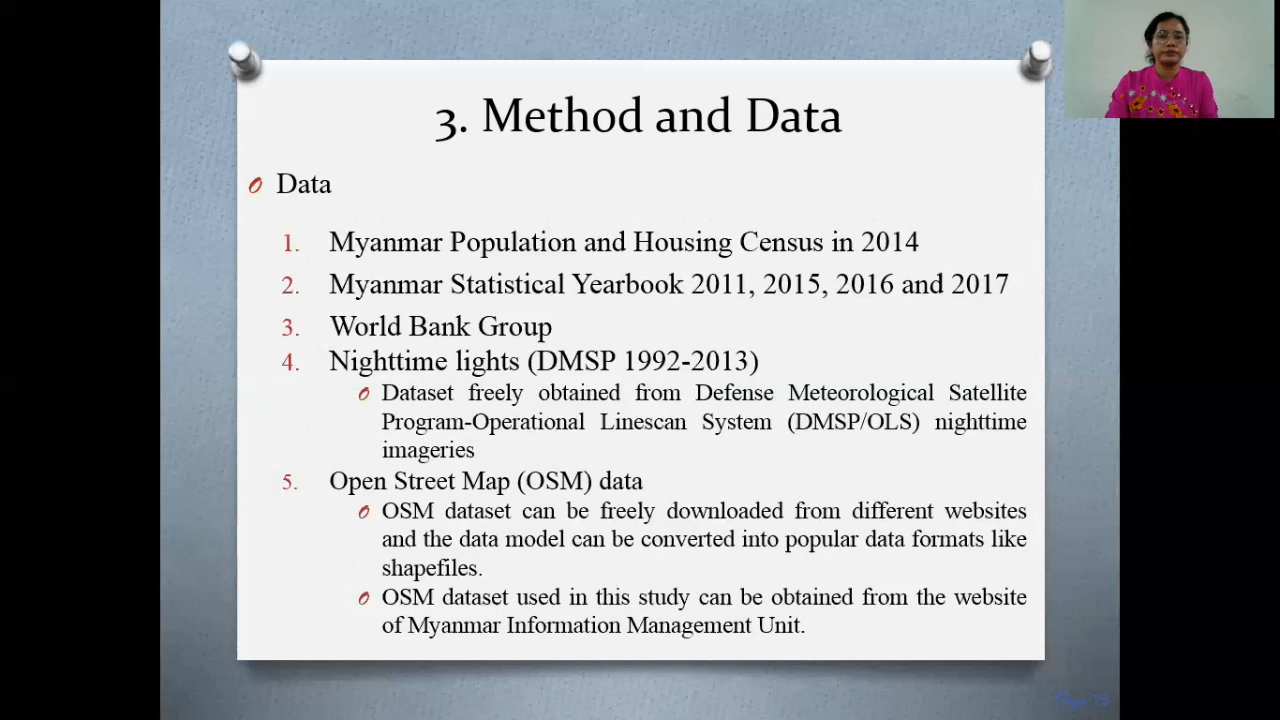 3. Method and Data
Data
1. Myanmar Population and Housing Census in 2014
2. Myanmar Statistical Yearbook 2011, 2015, 2016 and 2017
3. World Bank Group
4. Nighttime lights (DMSP 1992-2013)
Dataset freely obtained from Defense Meteorological Satellite
Program-Operational Linescan System (DMSP/OLS) nighttime
imageries
5. Open Street Map (OSM) data
OSM dataset can be freely downloaded from different websites
and the data model can be converted into popular data formats like
shapefiles.
OSM dataset used in this study can be obtained from the website
of Myanmar Information Management Unit.